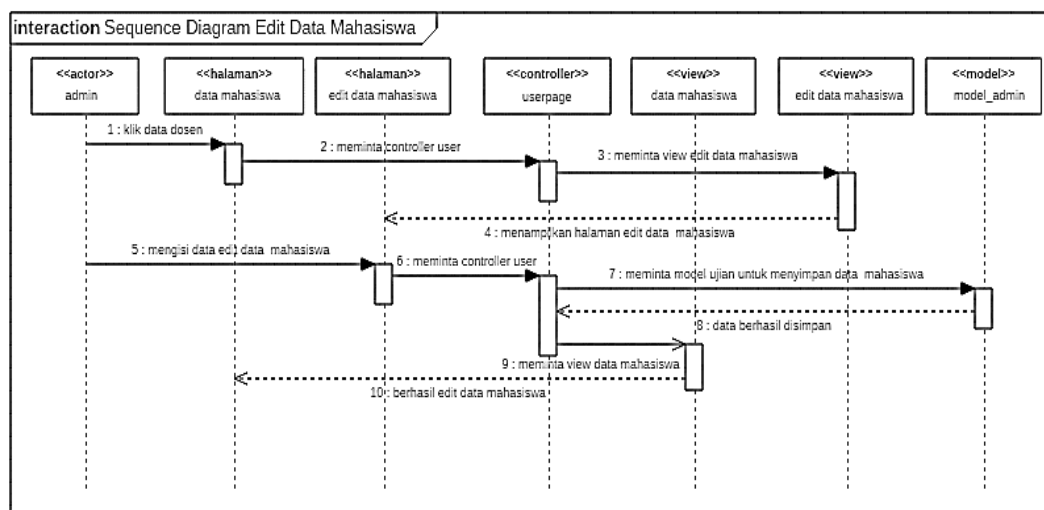 interaction Sequence Diagram Edit Data Mahasiswa
<<actor>>
admin
<<halaman>>
data mahasiswa
<<halaman>>
edit data mahasiswa
<<controller>>
userpage
<<view>>
data mahasiswa
<<view>>
edit data mahasiswa
<<model>>
model_admin
1 : klik data dosen
2 : meminta controller user
3 : meminta view edit data mahasiswa
4 : menampilkan halaman edit data mahasiswa
5 : mengisi data edit data mahasiswa
6 : meminta controller user
7 : meminta model ujian untuk menyimpan data mahasiswa
8 : data berhasil disimpan
9 : meminta view data mahasiswa
10 : berhasil edit data mahasiswa